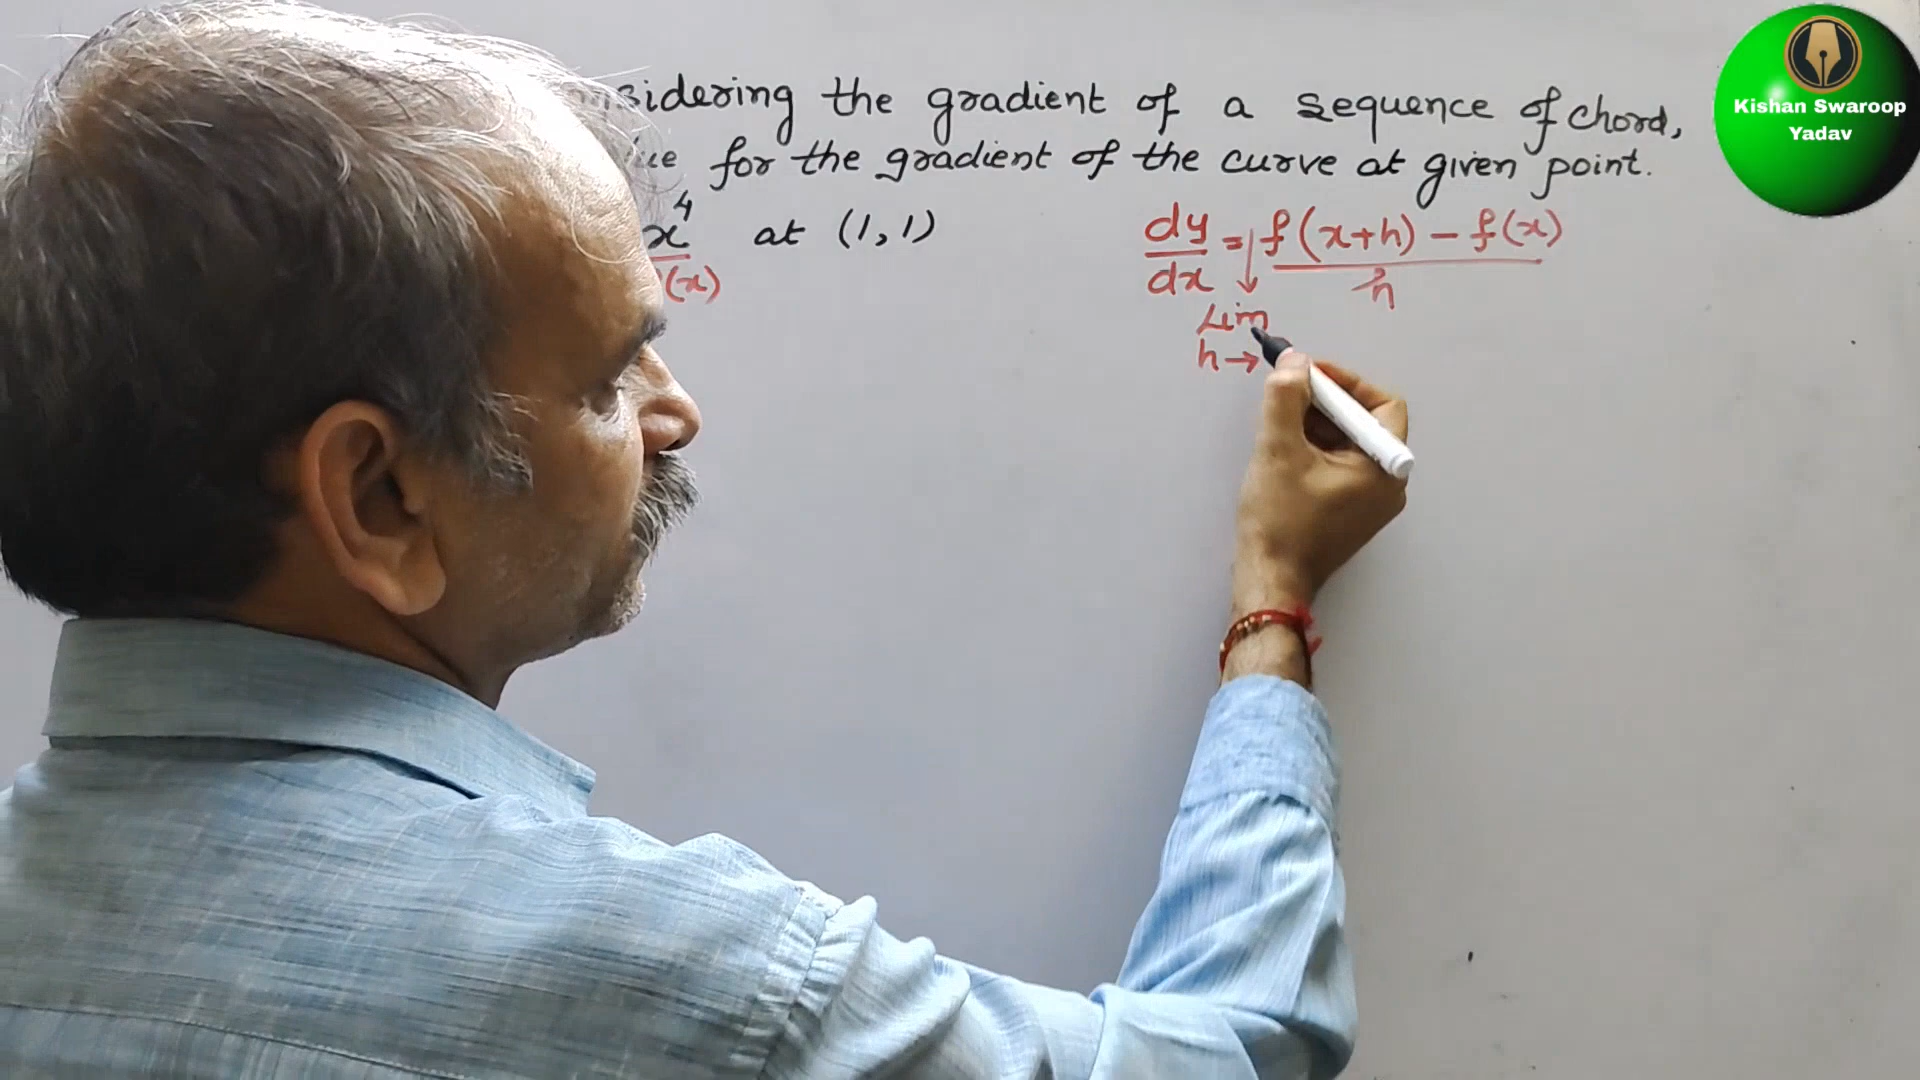 sidering the gradient of a sequence of chord,
ue for the gradient of the curve at given point.
x⁴ at (1,1)
(x)
dy/dx = f(x+h) - f(x) / h
Lim
h→
Kishan Swaroop
Yadav